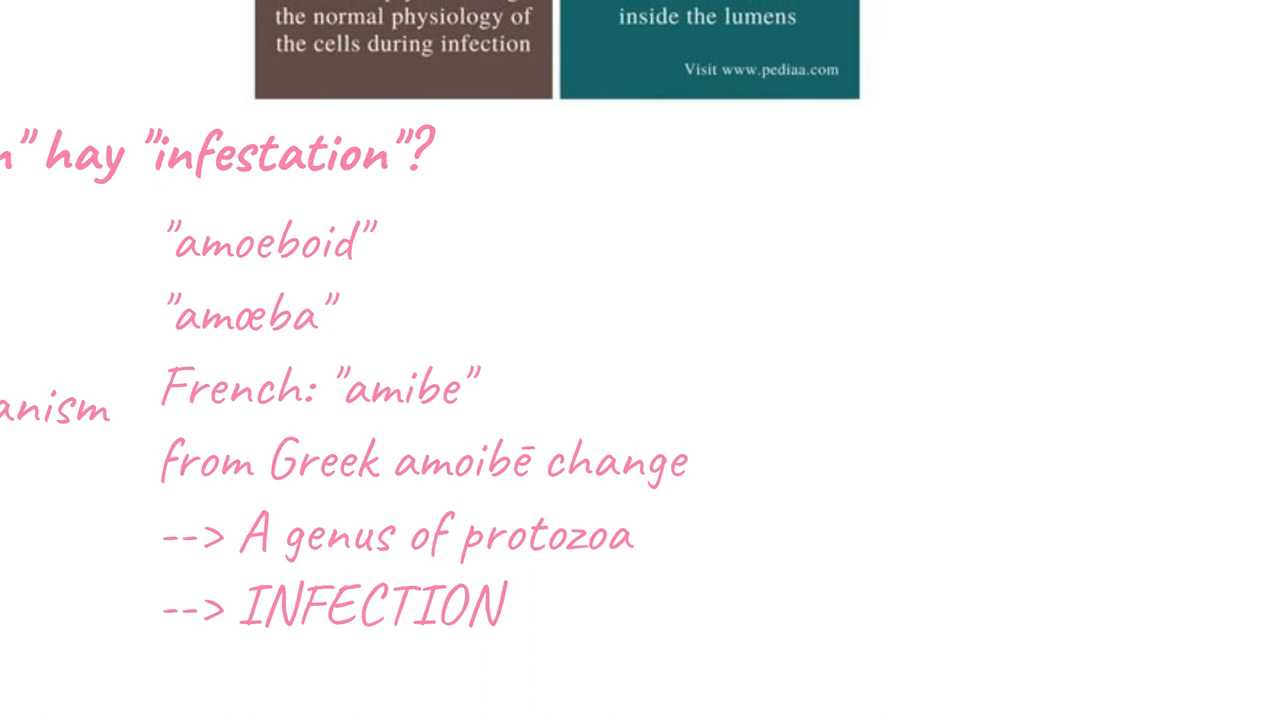 the normal physiology of
the cells during infection
inside the lumens
Visit www.pediaa.com
" hay "infestation"?
"amoeboid"
"amœba"
French: "amibe"
from Greek amoibē change
--> A genus of protozoa
--> INFECTION